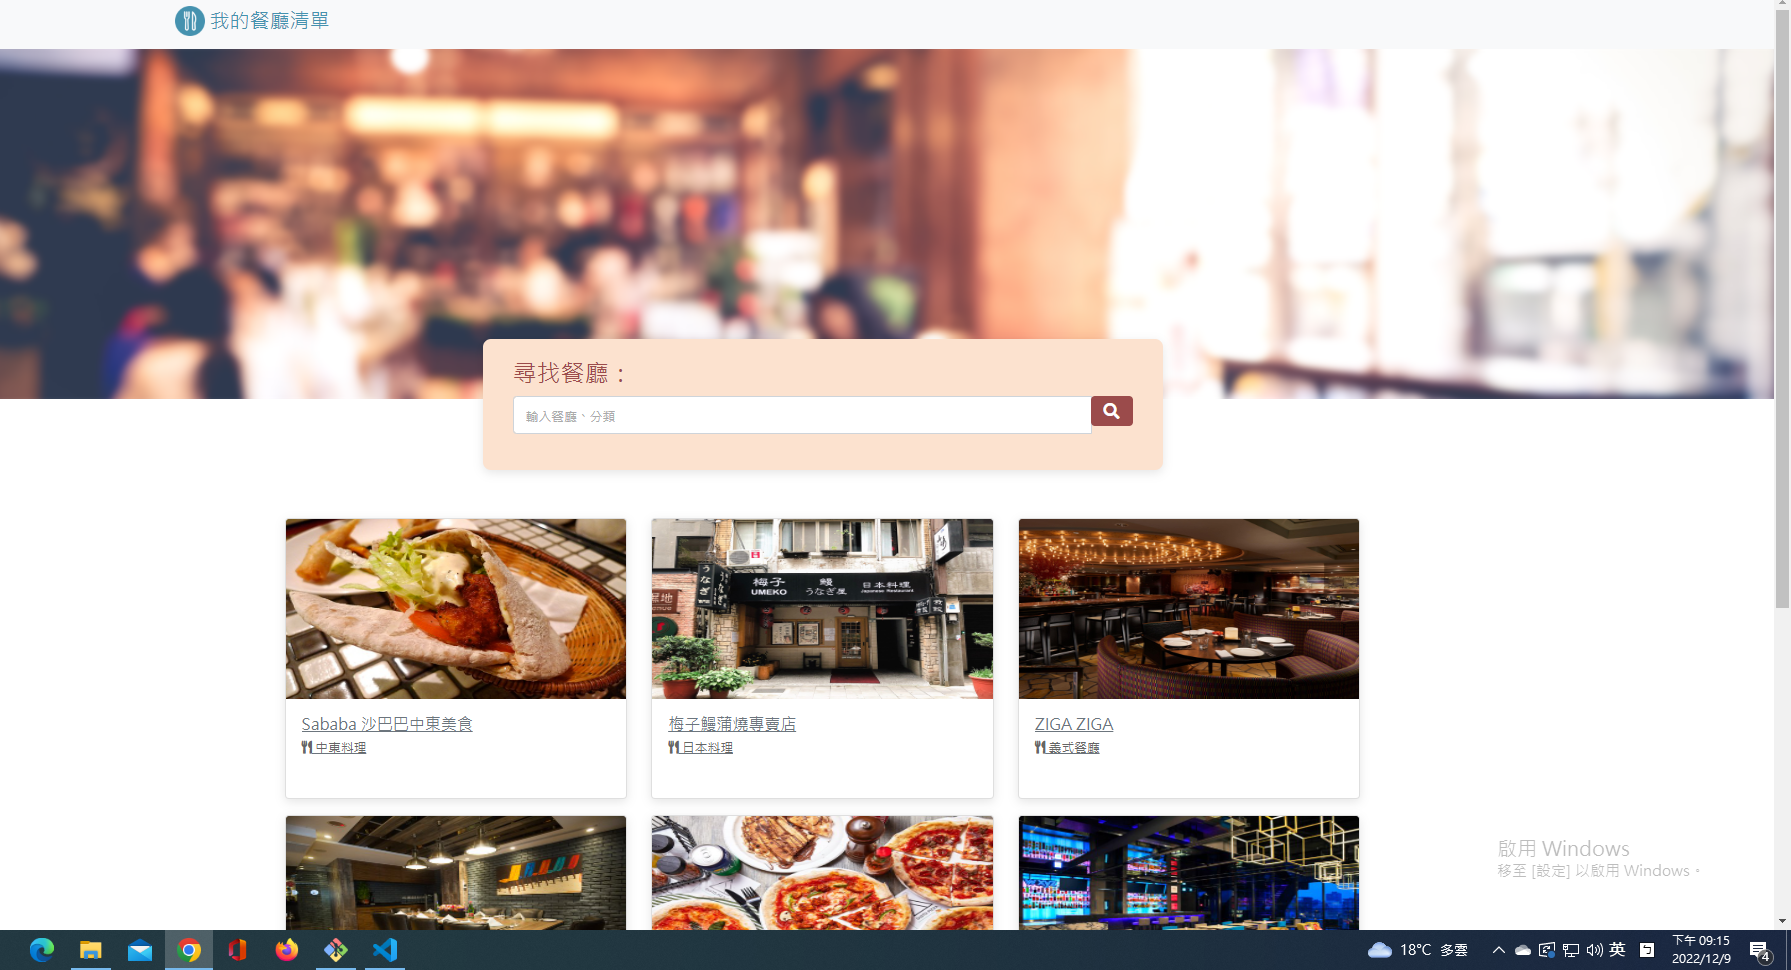 我的餐廳清單
尋找餐廳：
輸入餐廳、分類
うなぎ
梅子 鰻 日本料理
UMEKO うなぎ屋 Japanese Restaurant
Sababa 沙巴巴中東美食
中東料理
梅子鰻蒲燒專賣店
日本料理
ZIGA ZIGA
義式餐廳
啟用 Windows
移至 [設定] 以啟用 Windows。
18°C 多雲
英
下午 09:15
2022/12/9
4